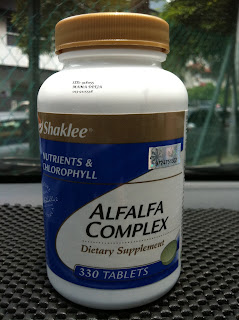 Shaklee®
NUTRIENTS &
CHLOROPHYLL
ALFALFA
COMPLEX
Dietary Supplement
330 TABLETS